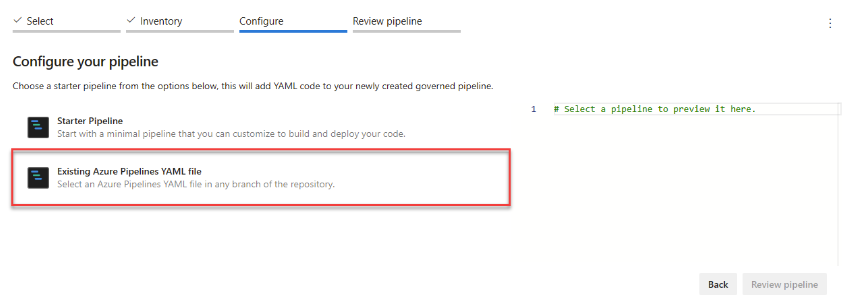 Select
Inventory
Configure
Review pipeline
Configure your pipeline
Choose a starter pipeline from the options below, this will add YAML code to your newly created governed pipeline.
Starter Pipeline
Start with a minimal pipeline that you can customize to build and deploy your code.
Existing Azure Pipelines YAML file
Select an Azure Pipelines YAML file in any branch of the repository.
1 # Select a pipeline to preview it here.
Back
Review pipeline